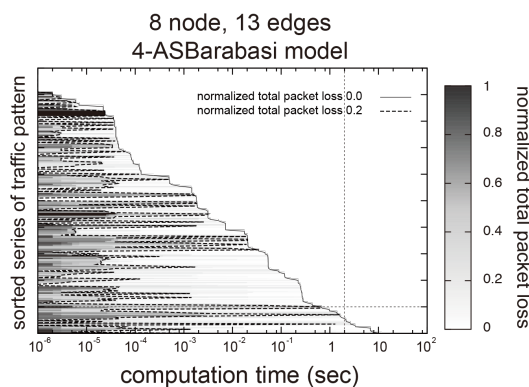 8 node, 13 edges
4-ASBarabasi model
normalized total packet loss 0.0
normalized total packet loss 0.2
sorted series of traffic pattern
10^-6 10^-5 10^-4 10^-3 10^-2 10^-1 1 10 10^2
computation time (sec)
1
0.8
0.6
0.4
0.2
0
normalized total packet loss